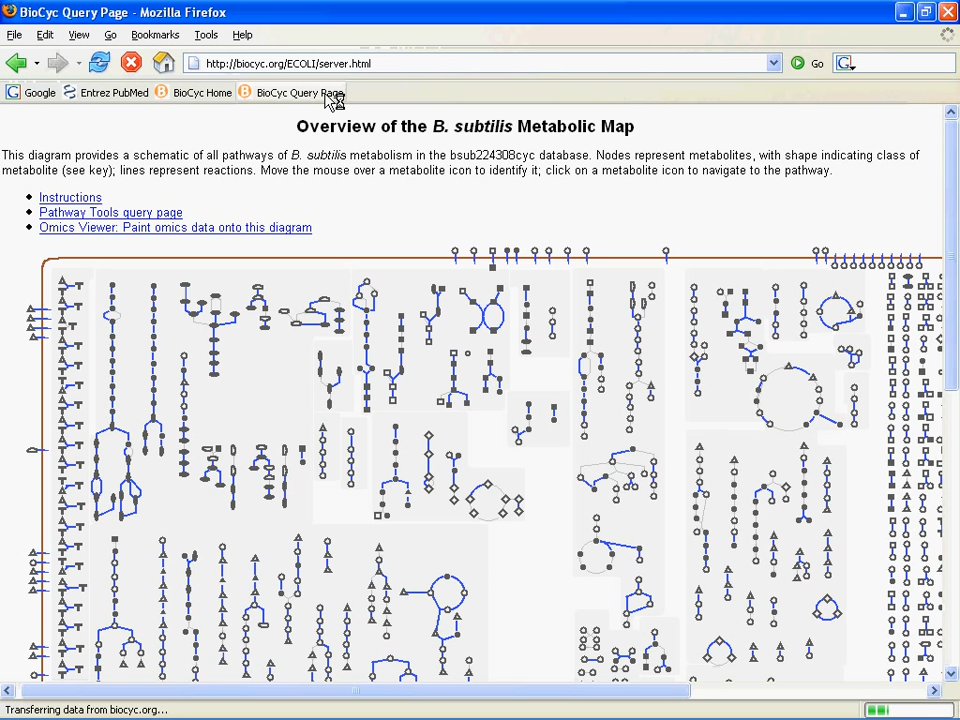 BioCyc Query Page - Mozilla Firefox
File Edit View Go Bookmarks Tools Help
http://biocyc.org/ECOLI/server.html Go G
Google Entrez PubMed BioCyc Home BioCyc Query Page
Overview of the B. subtilis Metabolic Map
This diagram provides a schematic of all pathways of B. subtilis metabolism in the bsub224308cyc database. Nodes represent metabolites, with shape indicating class of
metabolite (see key); lines represent reactions. Move the mouse over a metabolite icon to identify it; click on a metabolite icon to navigate to the pathway.
Instructions
Pathway Tools query page
Omics Viewer: Paint omics data onto this diagram
Transferring data from biocyc.org...